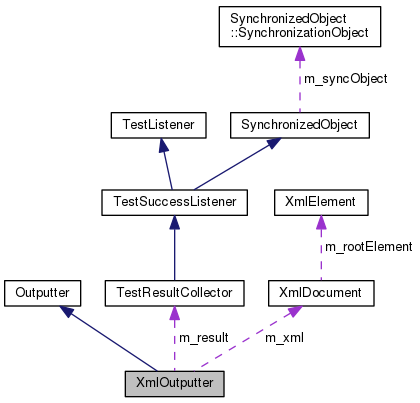 SynchronizedObject
::SynchronizationObject
m_syncObject
TestListener
SynchronizedObject
TestSuccessListener
XmlElement
m_rootElement
Outputter
TestResultCollector
XmlDocument
m_result
m_xml
XmlOutputter